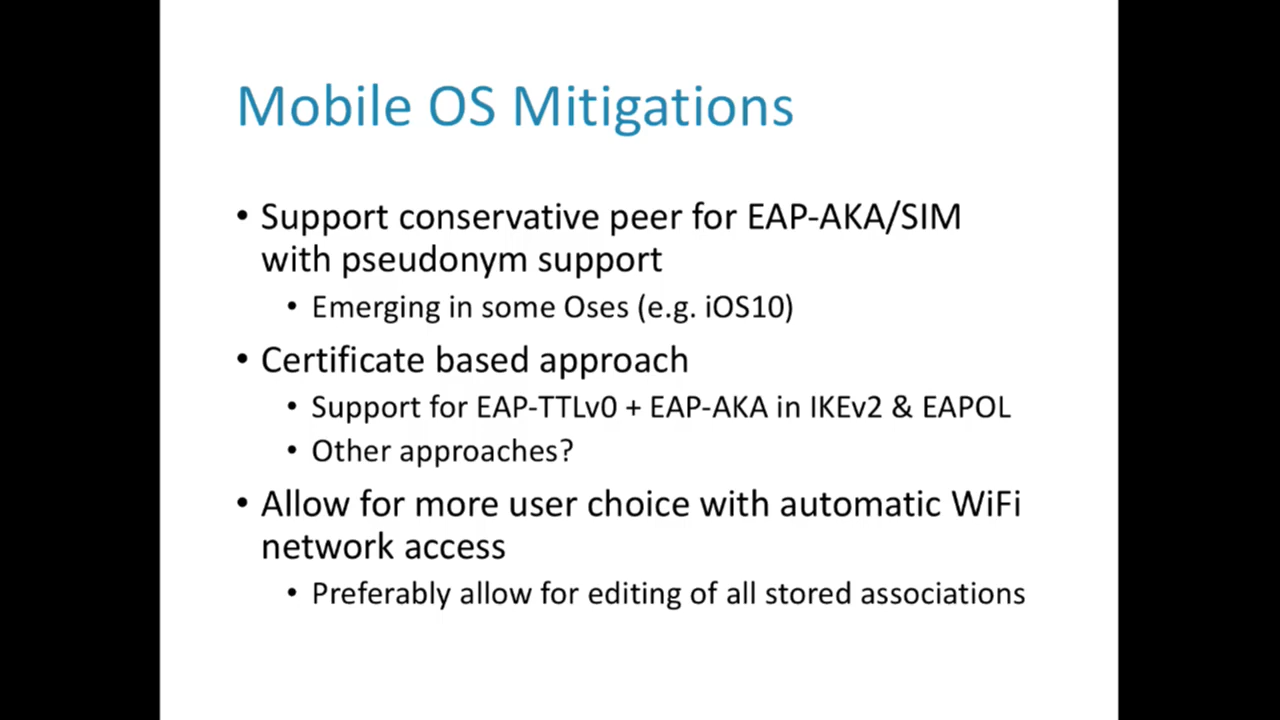 Mobile OS Mitigations
• Support conservative peer for EAP-AKA/SIM
with pseudonym support
• Emerging in some Oses (e.g. iOS10)
• Certificate based approach
• Support for EAP-TTLv0 + EAP-AKA in IKEv2 & EAPOL
• Other approaches?
• Allow for more user choice with automatic WiFi
network access
• Preferably allow for editing of all stored associations